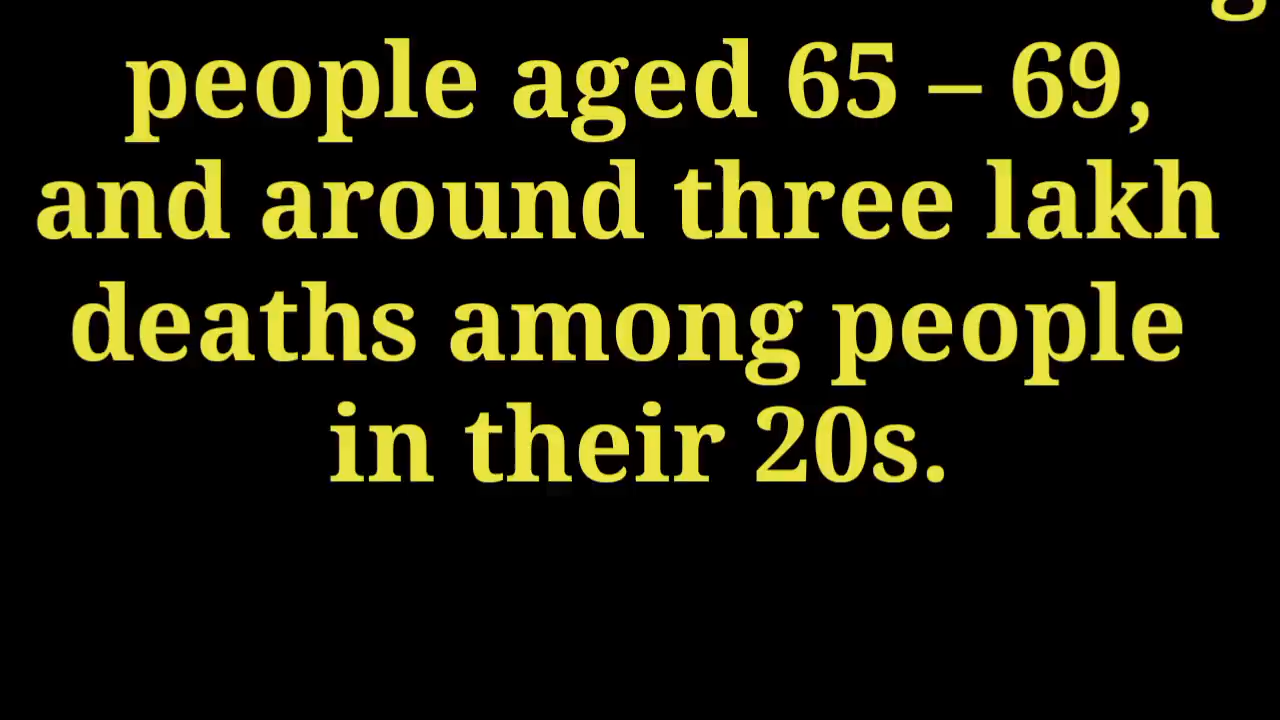 people aged 65 – 69,
and around three lakh
deaths among people
in their 20s.